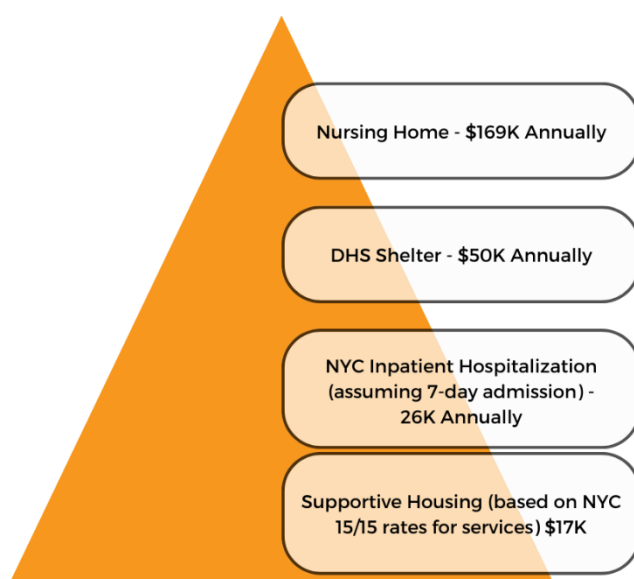 Nursing Home - $169K Annually
DHS Shelter - $50K Annually
NYC Inpatient Hospitalization
(assuming 7-day admission) -
26K Annually
Supportive Housing (based on NYC
15/15 rates for services) $17K